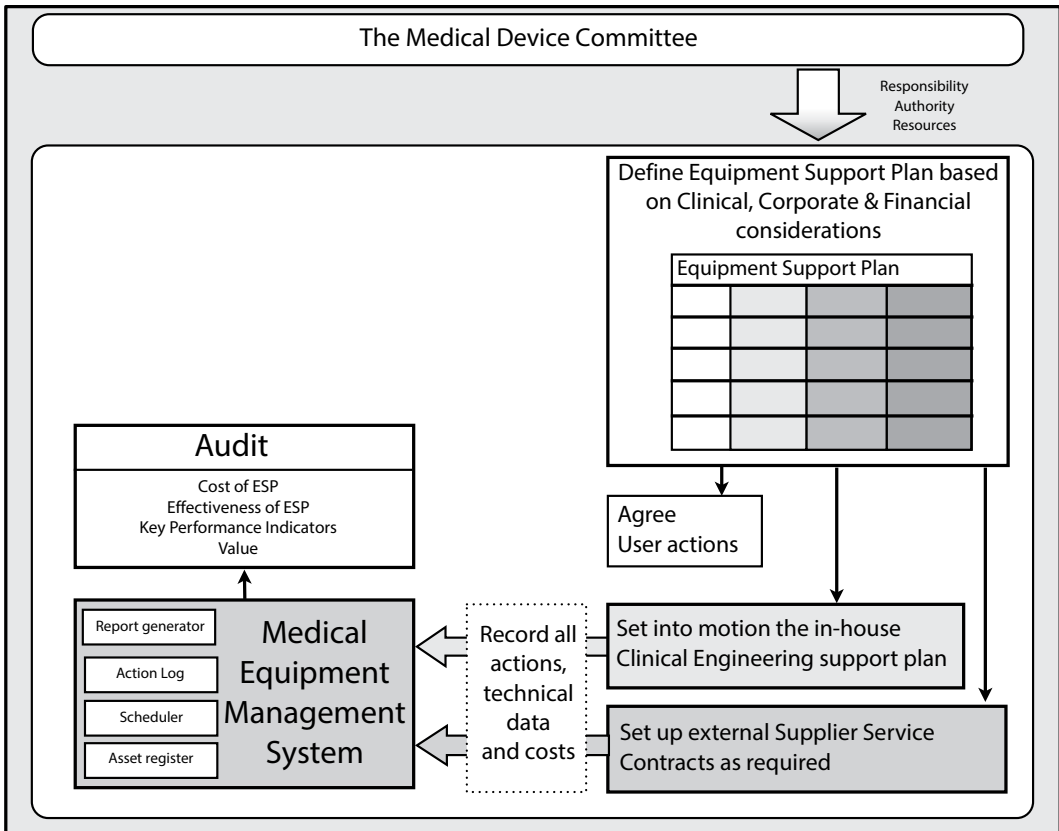 The Medical Device Committee
Responsibility
Authority
Resources
Define Equipment Support Plan based
on Clinical, Corporate & Financial
considerations
Equipment Support Plan
Audit
Cost of ESP
Effectiveness of ESP
Key Performance Indicators
Value
Agree
User actions
Report generator
Action Log
Scheduler
Asset register
Medical
Equipment
Management
System
Record all
actions,
technical
data
and costs
Set into motion the in-house
Clinical Engineering support plan
Set up external Supplier Service
Contracts as required